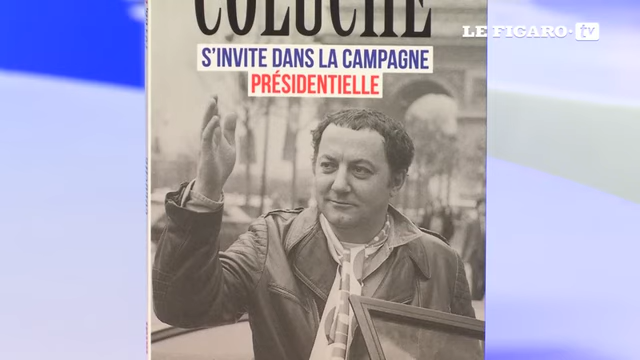 COLUCHE
S'INVITE DANS LA CAMPAGNE
PRÉSIDENTIELLE
LE FIGARO.tv